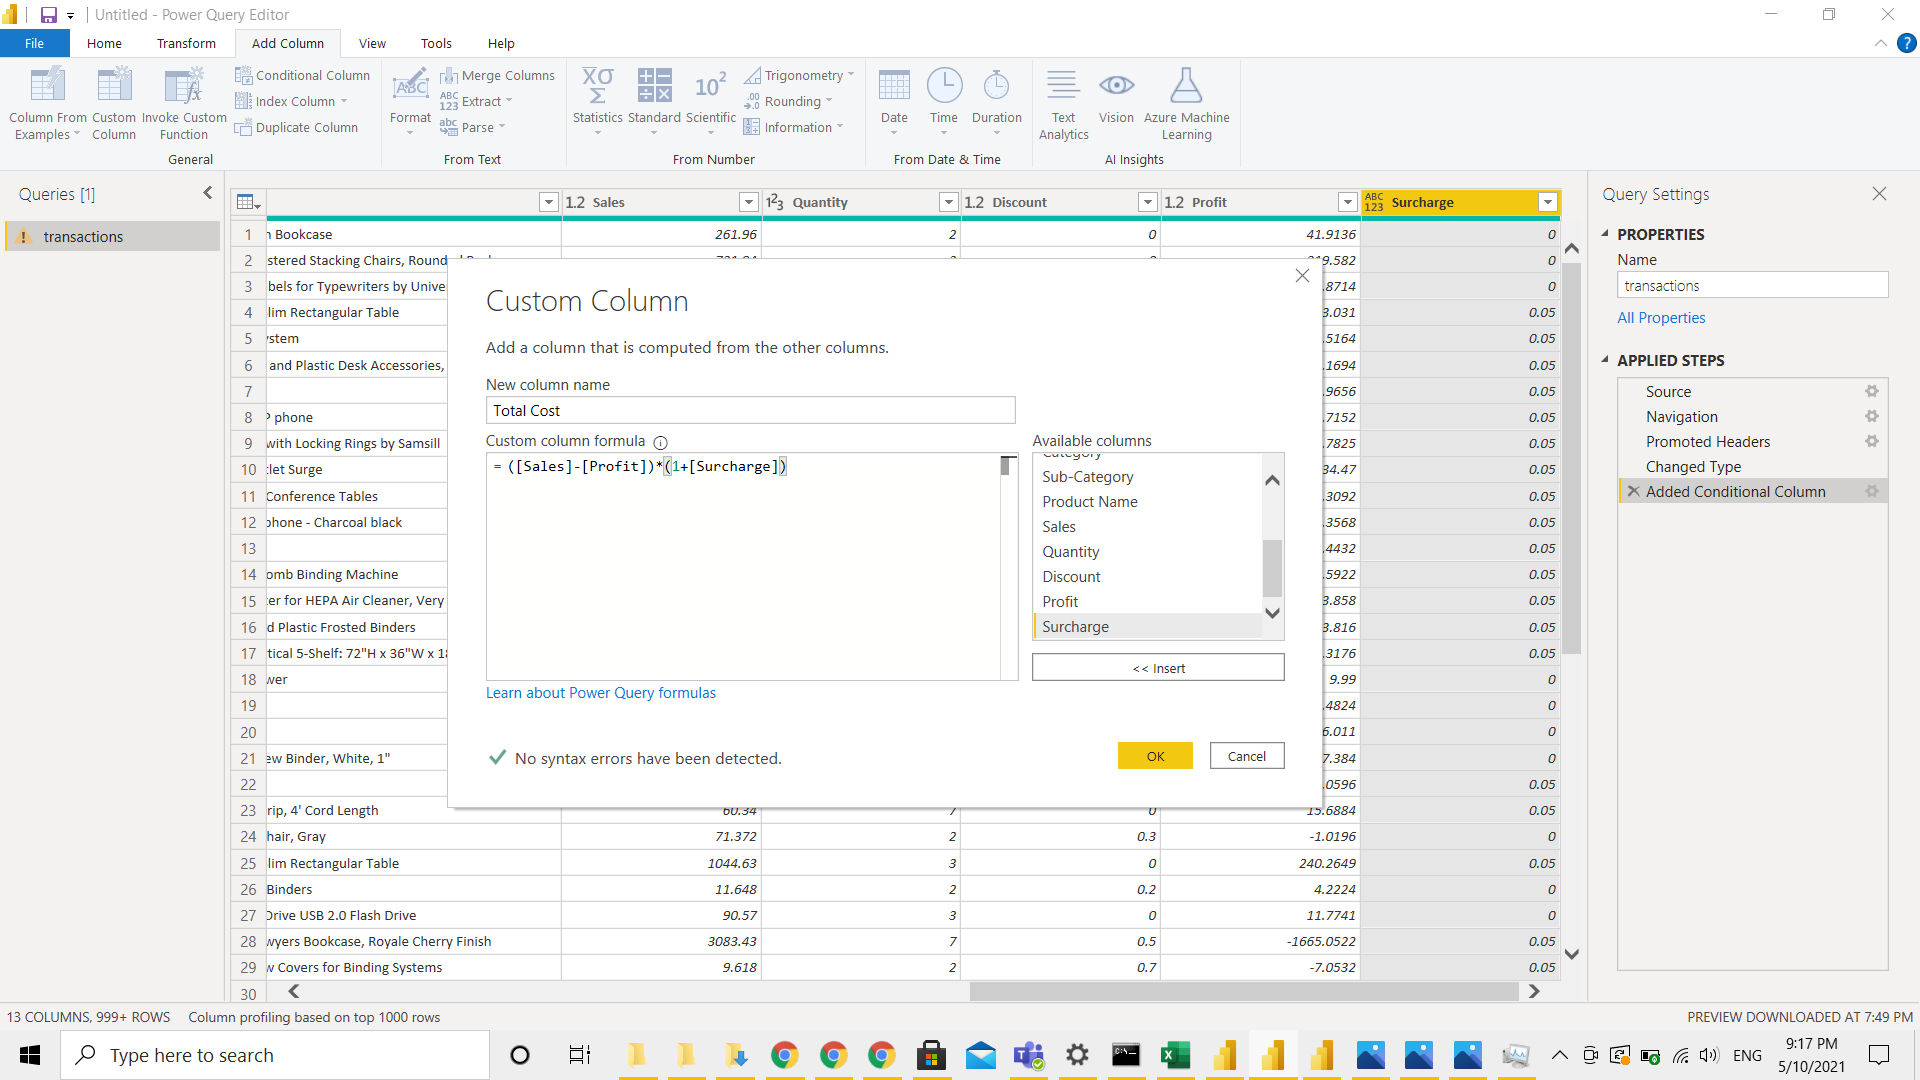 Untitled - Power Query Editor
File
Home
Transform
Add Column
View
Tools
Help
Column From Examples
Custom Column
Invoke Custom Function
Conditional Column
Index Column
Duplicate Column
General
ABC
Format
Merge Columns
ABC 123 Extract
abc Parse
From Text
XΣ Statistics
Standard
10² Scientific
Trigonometry
.00 Rounding
Information
From Number
Date
Time
Duration
From Date & Time
Text Analytics
Vision
Azure Machine Learning
AI Insights
Queries [1]
transactions
1.2 Sales
1²3 Quantity
1.2 Discount
1.2 Profit
ABC 123 Surcharge
1 Bookcase 261.96 2 0 41.9136 0
2 stered Stacking Chairs, Round 0
3 bels for Typewriters by Unive .8714 0
4 lim Rectangular Table 3.031 0.05
5 ystem .5164 0.05
6 and Plastic Desk Accessories, .1694 0.05
7 .9656 0.05
8 phone .7152 0.05
9 with Locking Rings by Samsill .7825 0.05
10 let Surge 34.47 0.05
11 Conference Tables .3092 0.05
12 phone - Charcoal black .3568 0.05
13 .4432 0.05
14 omb Binding Machine .5922 0.05
15 er for HEPA Air Cleaner, Very 3.858 0.05
16 d Plastic Frosted Binders 3.816 0.05
17 tical 5-Shelf: 72"H x 36"W x 1 .3176 0.05
18 wer 9.99 0
19 .4824 0
20 6.011 0
21 ew Binder, White, 1" 7.384 0
22 .0596 0
23 rip, 4' Cord Length 60.34 7 0 15.6884 0.05
24 hair, Gray 71.372 2 0.3 -1.0196 0
25 lim Rectangular Table 1044.63 3 0 240.2649 0.05
26 Binders 11.648 2 0.2 4.2224 0
27 Drive USB 2.0 Flash Drive 90.57 3 0 11.7741 0
28 wyers Bookcase, Royale Cherry Finish 3083.43 7 0.5 -1665.0522 0.05
29 w Covers for Binding Systems 9.618 2 0.7 -7.0532 0.05
30
Custom Column
Add a column that is computed from the other columns.
New column name
Total Cost
Custom column formula
= ([Sales]-[Profit])*(1+[Surcharge])
Available columns
Category
Sub-Category
Product Name
Sales
Quantity
Discount
Profit
Surcharge
<< Insert
Learn about Power Query formulas
No syntax errors have been detected.
OK
Cancel
Query Settings
PROPERTIES
Name
transactions
All Properties
APPLIED STEPS
Source
Navigation
Promoted Headers
Changed Type
Added Conditional Column
13 COLUMNS, 999+ ROWS
Column profiling based on top 1000 rows
PREVIEW DOWNLOADED AT 7:49 PM
Type here to search
ENG
9:17 PM
5/10/2021